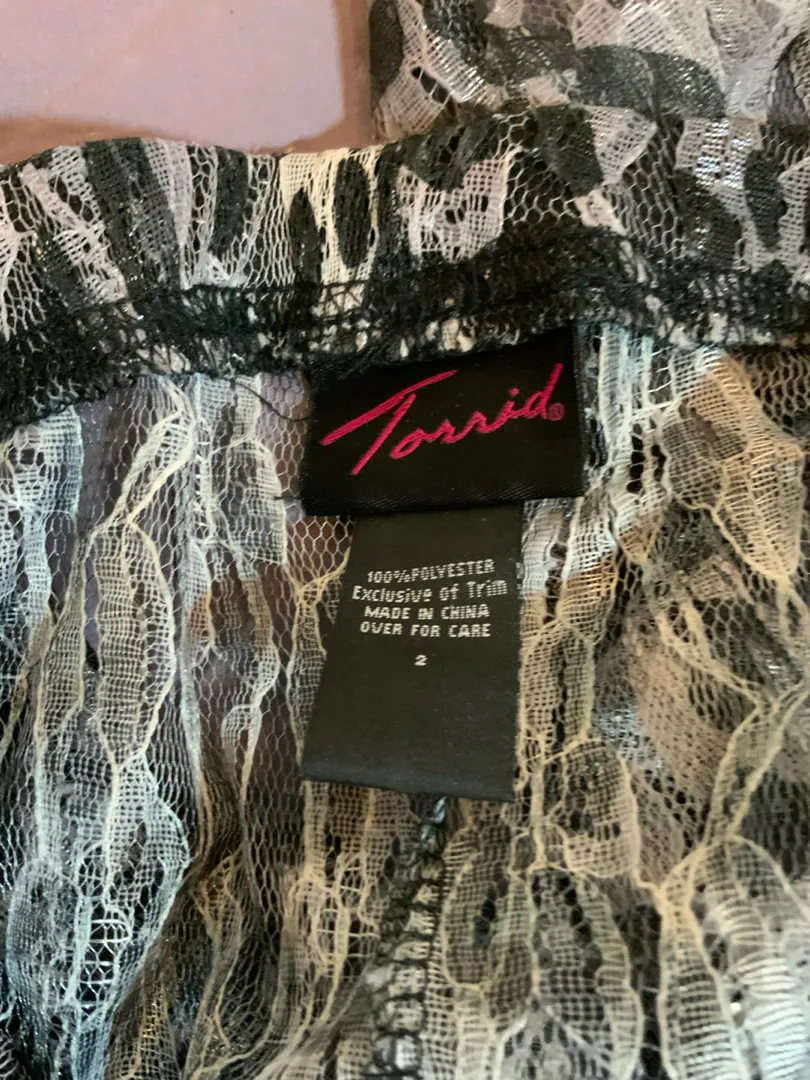 Torrid®
100%POLYESTER
Exclusive of Trim
MADE IN CHINA
OVER FOR CARE
2